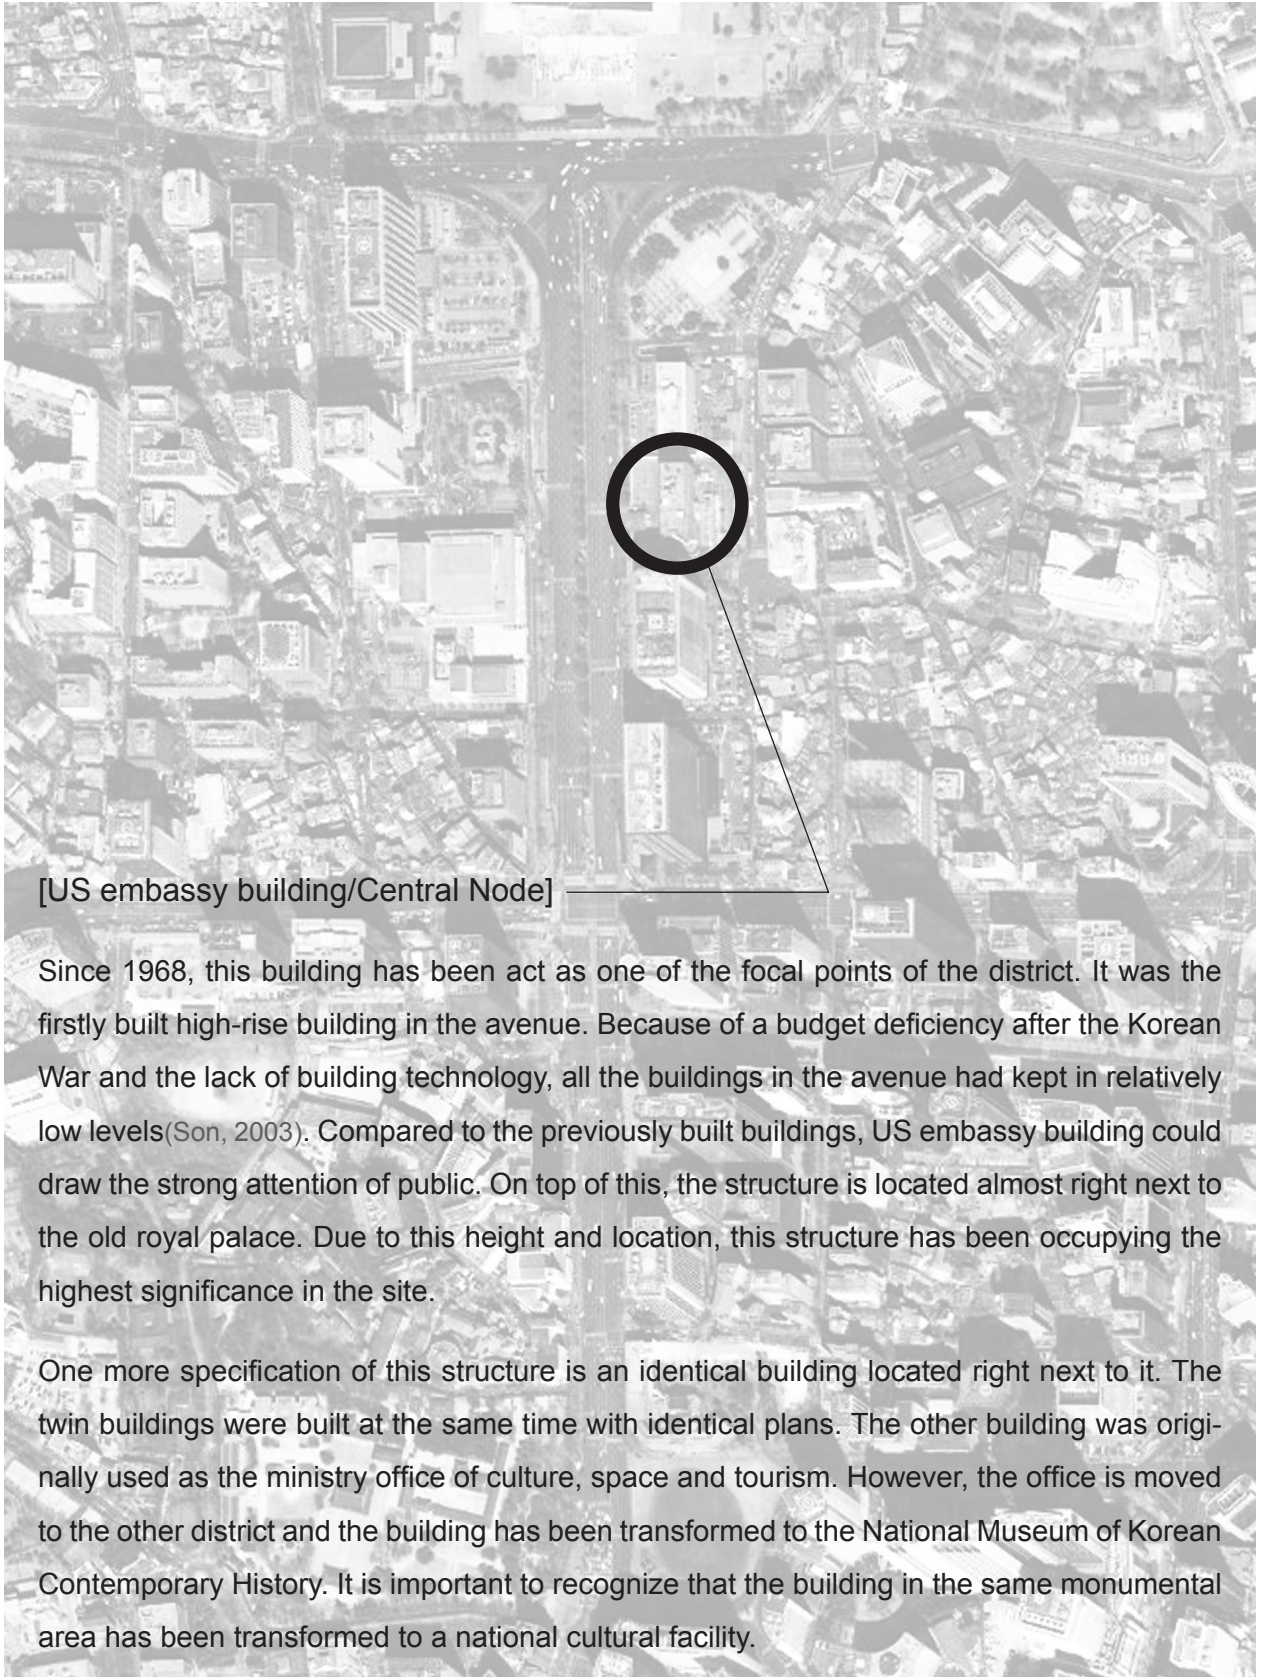 [US embassy building/Central Node]
Since 1968, this building has been act as one of the focal points of the district. It was the
firstly built high-rise building in the avenue. Because of a budget deficiency after the Korean
War and the lack of building technology, all the buildings in the avenue had kept in relatively
low levels(Son, 2003). Compared to the previously built buildings, US embassy building could
draw the strong attention of public. On top of this, the structure is located almost right next to
the old royal palace. Due to this height and location, this structure has been occupying the
highest significance in the site.
One more specification of this structure is an identical building located right next to it. The
twin buildings were built at the same time with identical plans. The other building was origi-
nally used as the ministry office of culture, space and tourism. However, the office is moved
to the other district and the building has been transformed to the National Museum of Korean
Contemporary History. It is important to recognize that the building in the same monumental
area has been transformed to a national cultural facility.